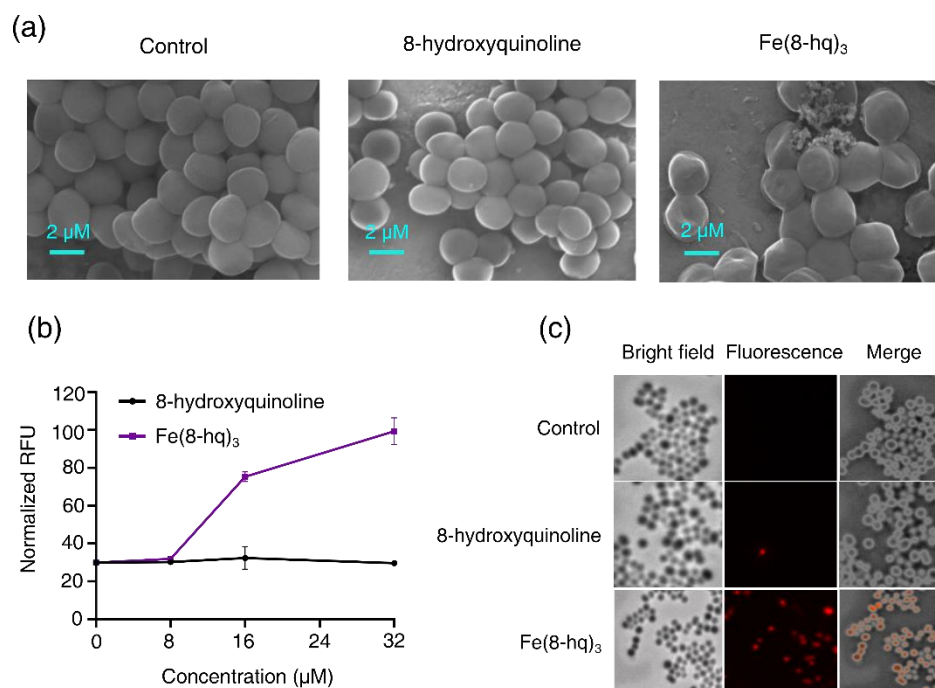 (a)
Control
8-hydroxyquinoline
Fe(8-hq)₃
2 µM
2 µM
2 µM
(b)
120
100
80
60
40
20
0
Normalized RFU
8-hydroxyquinoline
Fe(8-hq)₃
0
8
16
24
32
Concentration (µM)
(c)
Bright field
Fluorescence
Merge
Control
8-hydroxyquinoline
Fe(8-hq)₃